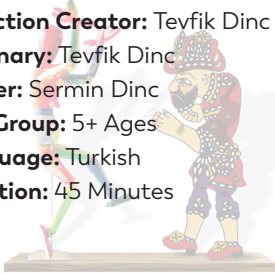 ction Creator: Tevfik Dinc
nary: Tevfik Dinc
er: Sermin Dinc
Group: 5+ Ages
uage: Turkish
tion: 45 Minutes